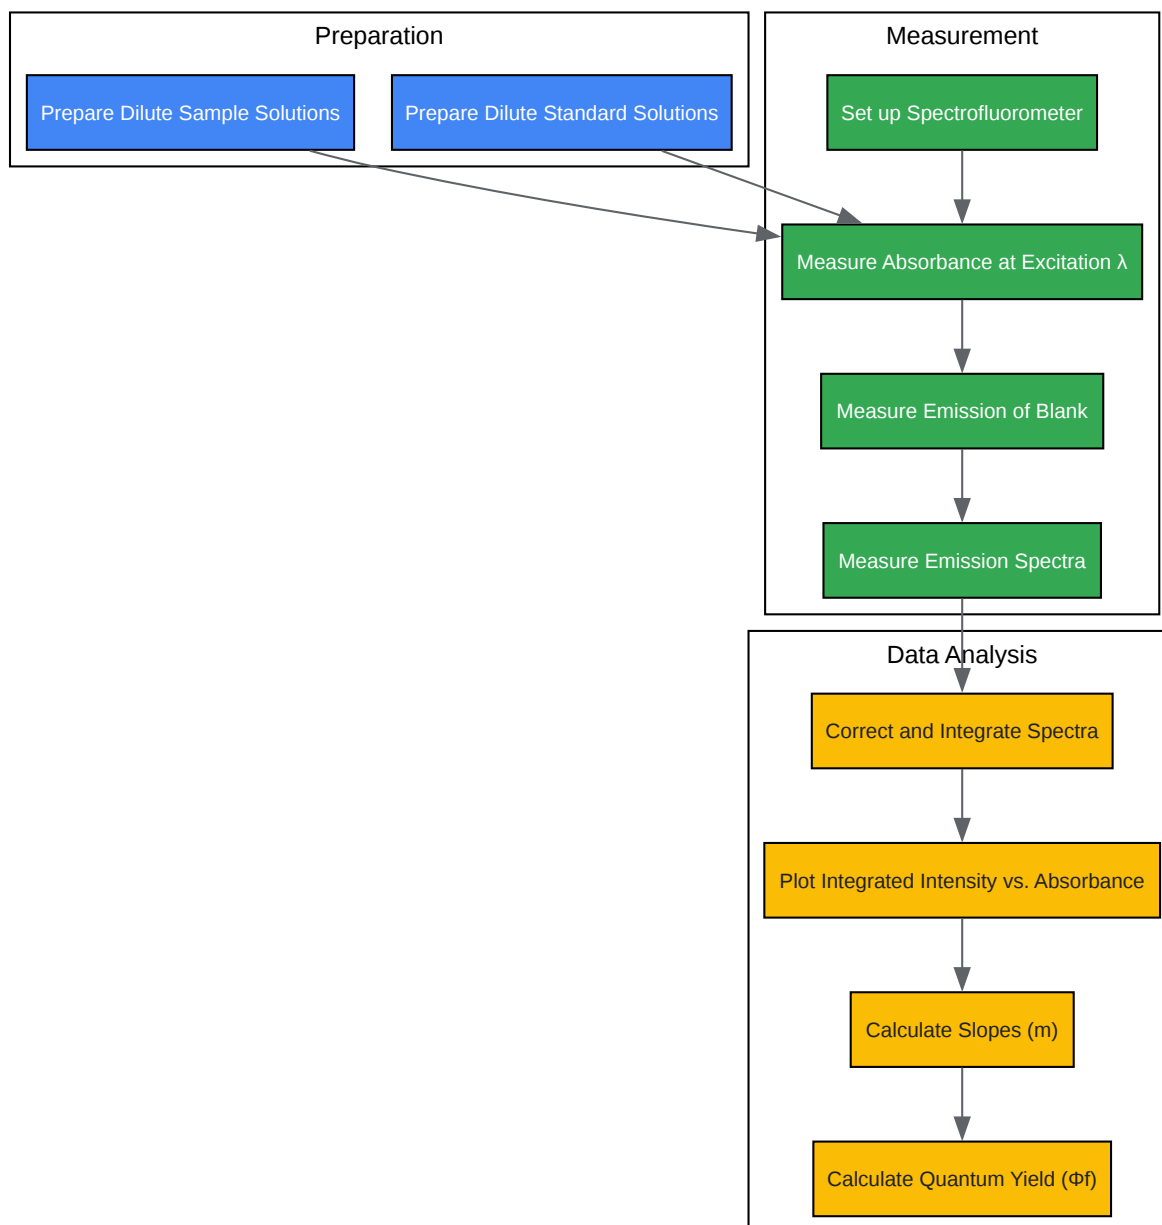 Preparation
Prepare Dilute Sample Solutions
Prepare Dilute Standard Solutions
Measurement
Set up Spectrofluorometer
Measure Absorbance at Excitation λ
Measure Emission of Blank
Measure Emission Spectra
Data Analysis
Correct and Integrate Spectra
Plot Integrated Intensity vs. Absorbance
Calculate Slopes (m)
Calculate Quantum Yield (Φf)